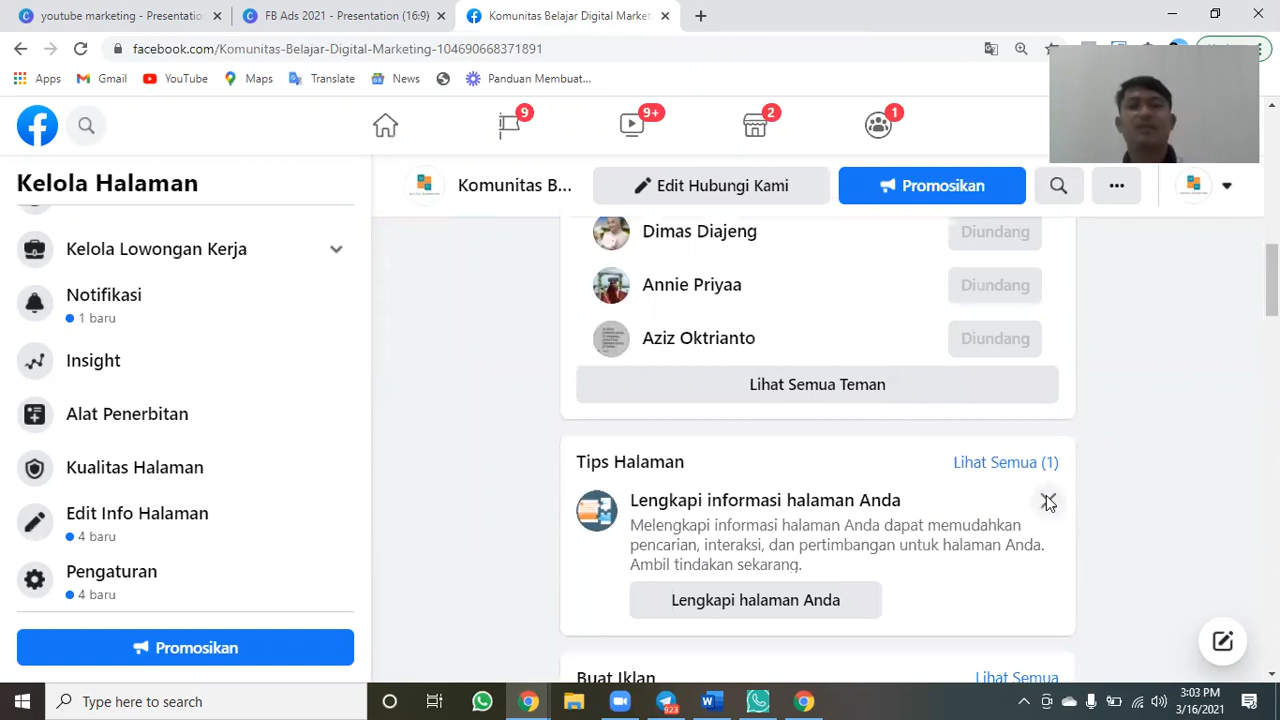 youtube marketing - Presentatio
FB Ads 2021 - Presentation (16:9)
Komunitas Belajar Digital Market
facebook.com/Komunitas-Belajar-Digital-Marketing-104690668371891
Apps
Gmail
YouTube
Maps
Translate
News
Panduan Membuat...
9
9+
2
1
Kelola Halaman
Komunitas B...
Edit Hubungi Kami
Promosikan
Kelola Lowongan Kerja
Notifikasi
1 baru
Insight
Alat Penerbitan
Kualitas Halaman
Edit Info Halaman
4 baru
Pengaturan
4 baru
Promosikan
Dimas Diajeng
Diundang
Annie Priyaa
Diundang
Aziz Oktrianto
Diundang
Lihat Semua Teman
Tips Halaman
Lihat Semua (1)
Lengkapi informasi halaman Anda
Melengkapi informasi halaman Anda dapat memudahkan
pencarian, interaksi, dan pertimbangan untuk halaman Anda.
Ambil tindakan sekarang.
Lengkapi halaman Anda
Buat Iklan
Lihat Semua
Type here to search
923
3:03 PM
3/16/2021